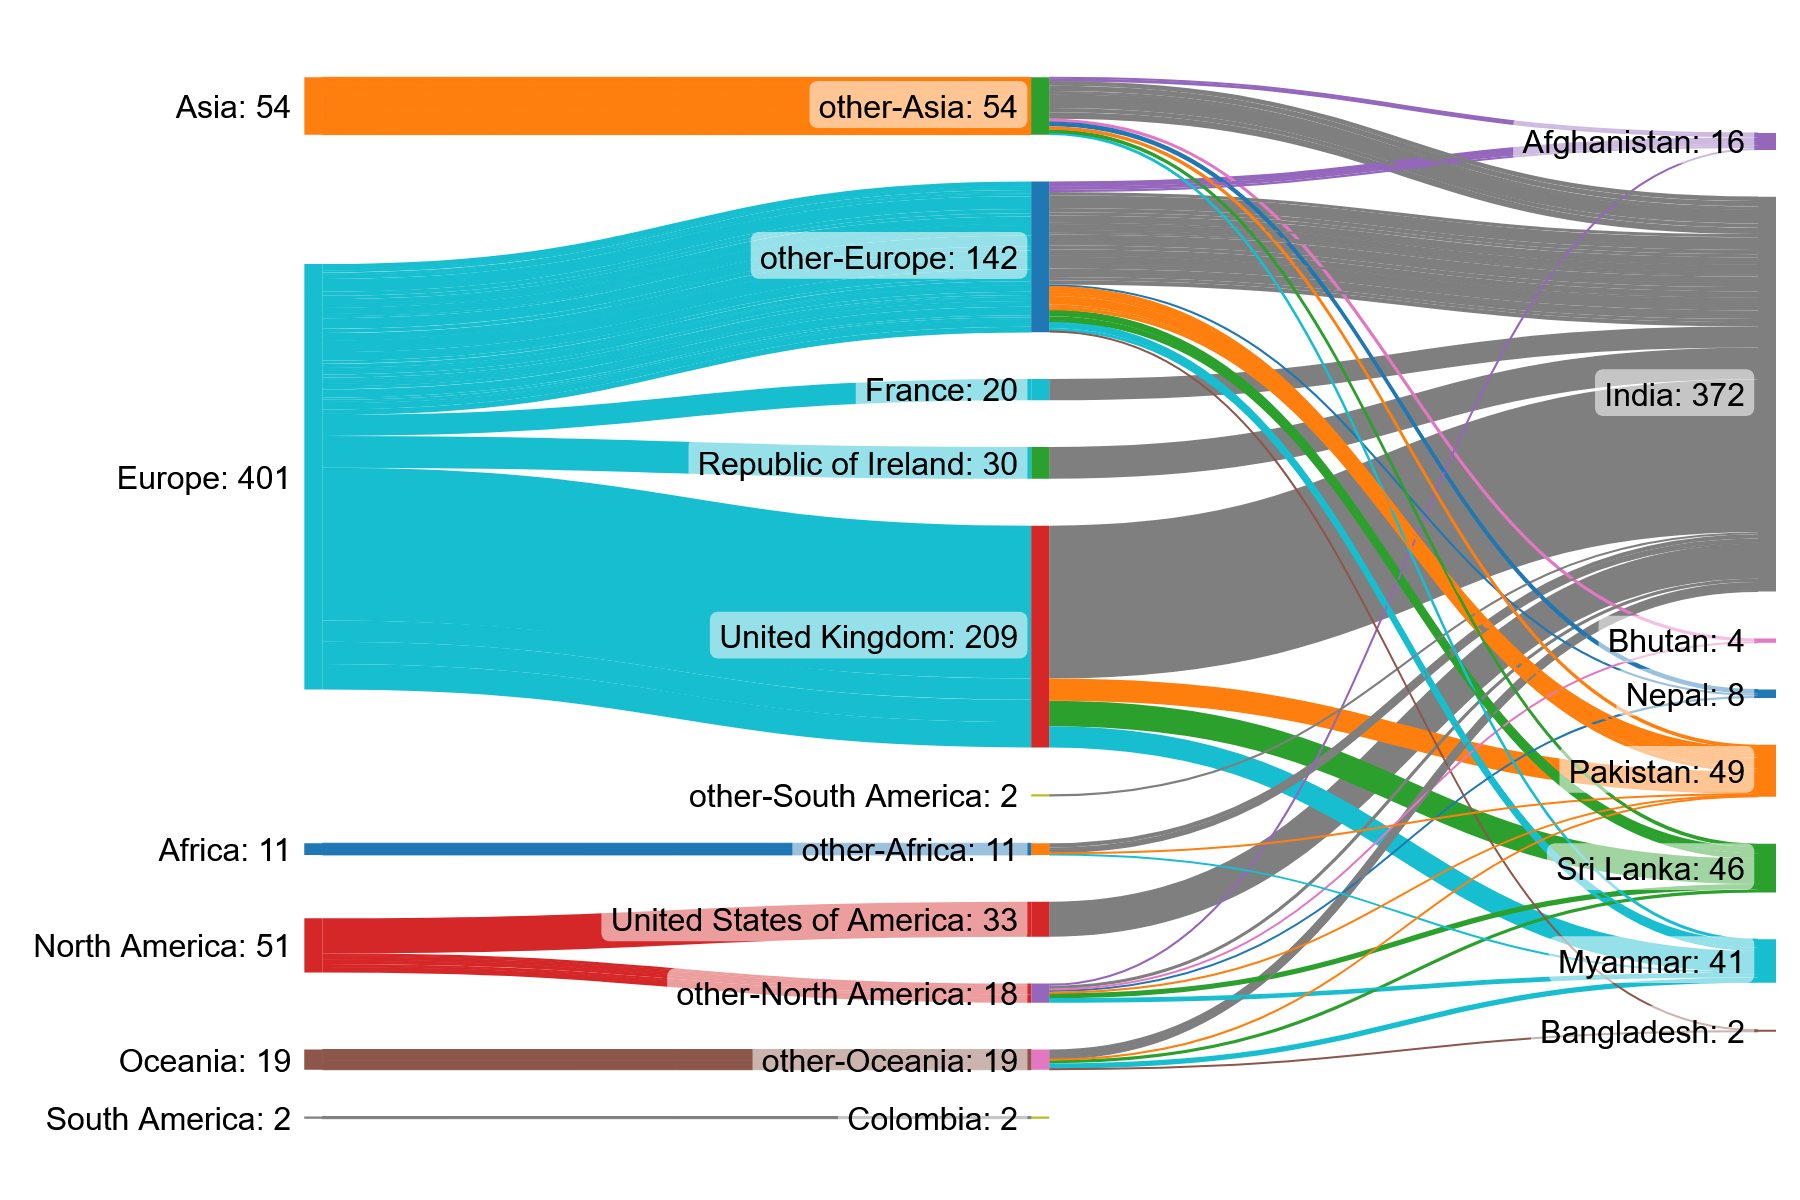 Asia: 54
Europe: 401
Africa: 11
North America: 51
Oceania: 19
South America: 2
other-Asia: 54
other-Europe: 142
France: 20
Republic of Ireland: 30
United Kingdom: 209
other-South America: 2
other-Africa: 11
United States of America: 33
other-North America: 18
other-Oceania: 19
Colombia: 2
Afghanistan: 16
India: 372
Bhutan: 4
Nepal: 8
Pakistan: 49
Sri Lanka: 46
Myanmar: 41
Bangladesh: 2